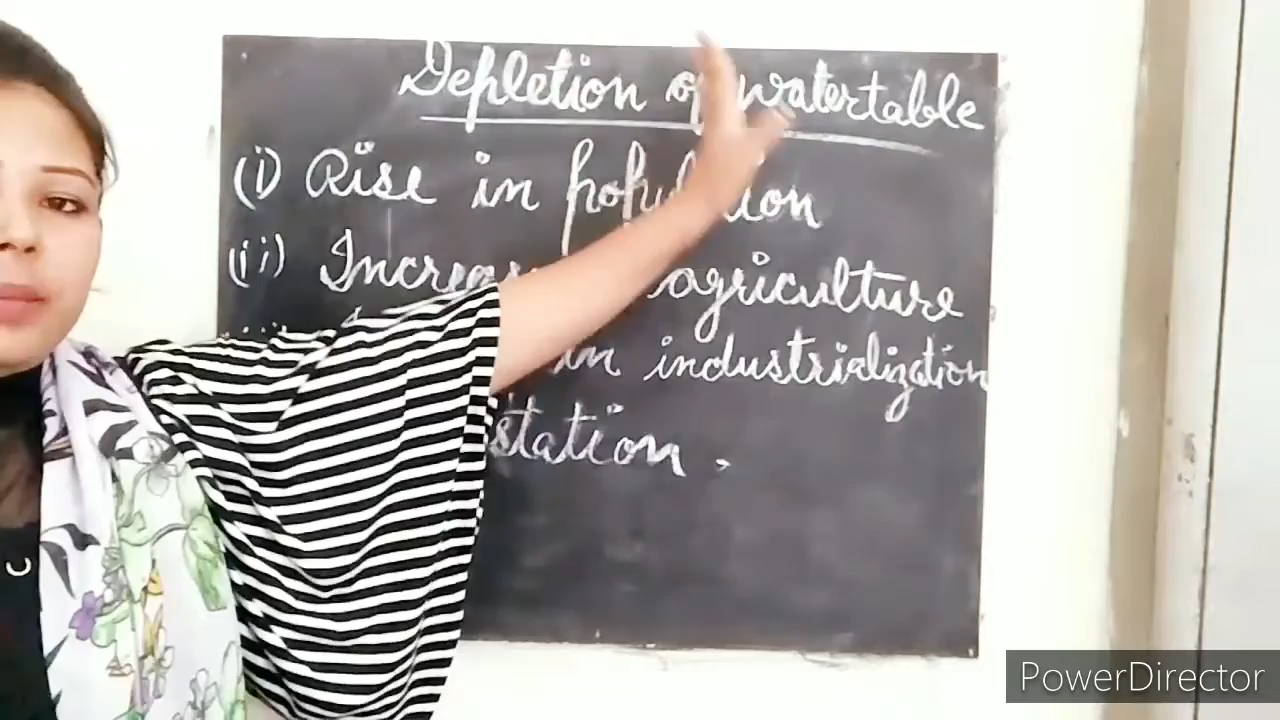 Depletion of watertable
(i) Rise in population
(ii) Increase agriculture
in industrialization
station.
PowerDirector